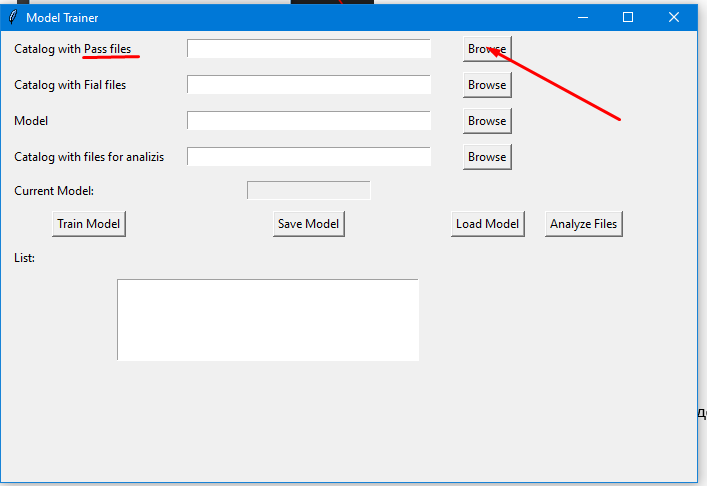 Model Trainer
Catalog with Pass files Browse
Catalog with Fial files Browse
Model Browse
Catalog with files for analizis Browse
Current Model:
Train Model Save Model Load Model Analyze Files
List: